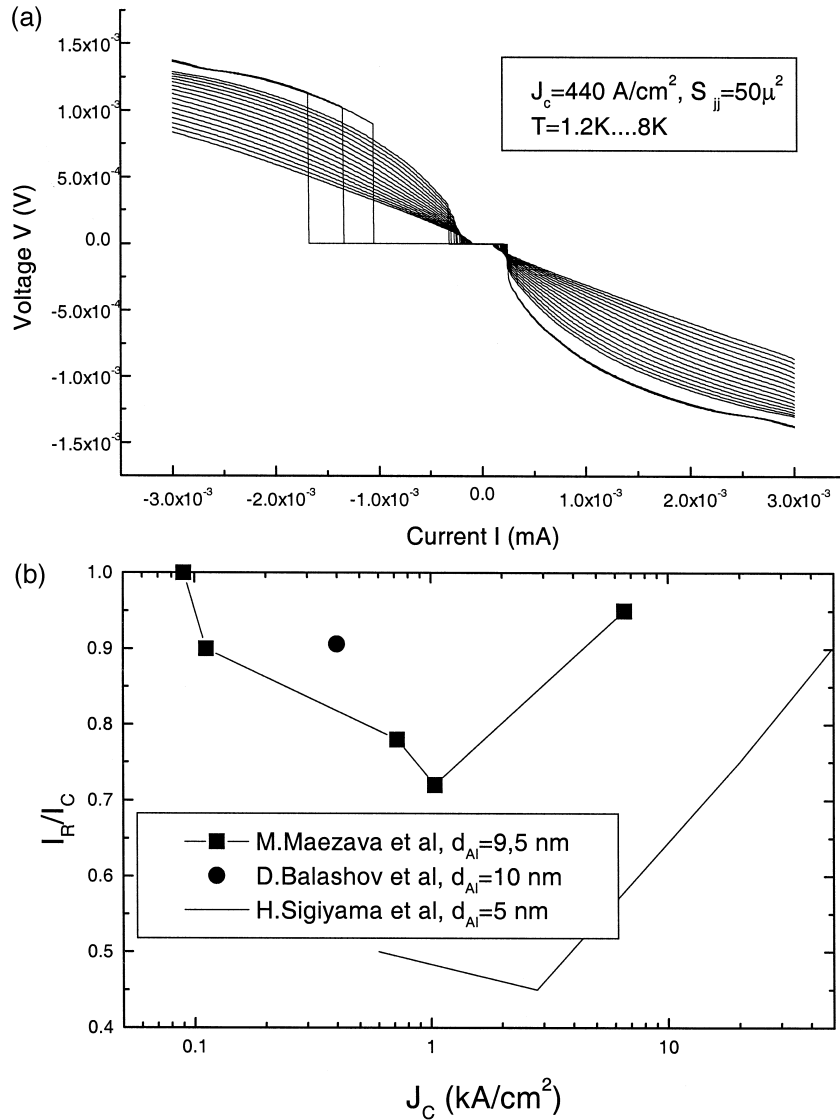 (a)
1.5x10⁻³
1.0x10⁻³
5.0x10⁻⁴
0.0
-5.0x10⁻⁴
-1.0x10⁻³
-1.5x10⁻³
Voltage V (V)
J_c=440 A/cm², S_jj=50μ²
T=1.2K....8K
-3.0x10⁻³ -2.0x10⁻³ -1.0x10⁻³ 0.0 1.0x10⁻³ 2.0x10⁻³ 3.0x10⁻³
Current I (mA)
(b)
1.0
0.9
0.8
0.7
0.6
0.5
0.4
I_R/I_C
M.Maezava et al, d_Al=9,5 nm
D.Balashov et al, d_Al=10 nm
H.Sigiyama et al, d_Al=5 nm
0.1 1 10
J_C (kA/cm²)